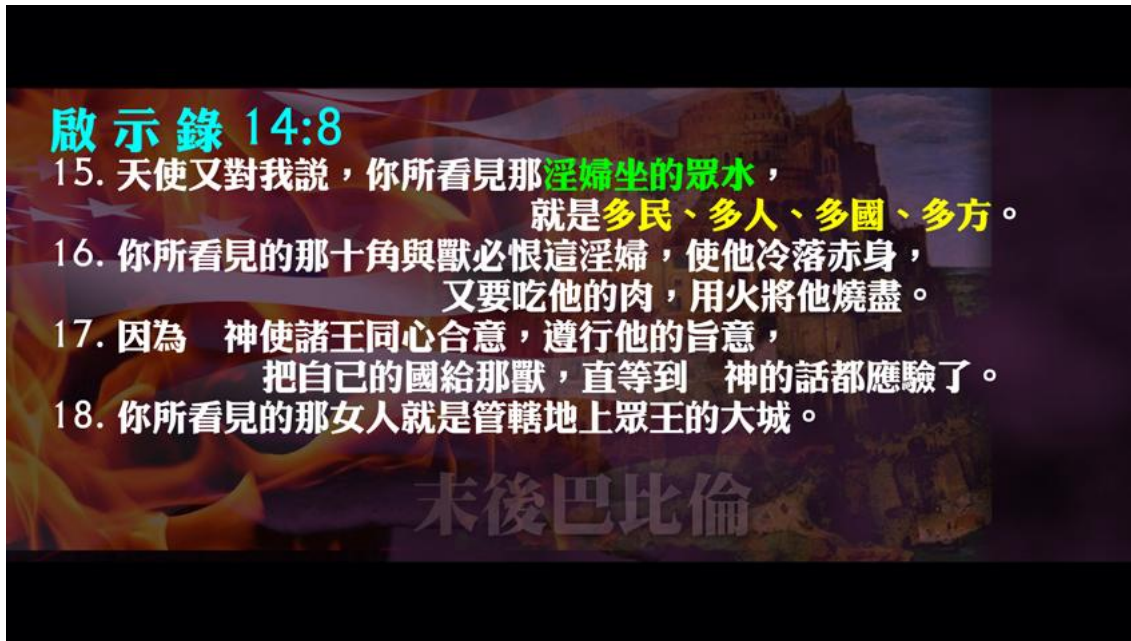 啟示錄 14:8
15. 天使又對我說，你所看見那淫婦坐的眾水，
就是多民、多人、多國、多方。
16. 你所看見的那十角與獸必恨這淫婦，使他冷落赤身，
又要吃他的肉，用火將他燒盡。
17. 因為　神使諸王同心合意，遵行他的旨意，
把自己的國給那獸，直等到　神的話都應驗了。
18. 你所看見的那女人就是管轄地上眾王的大城。
末後巴比倫